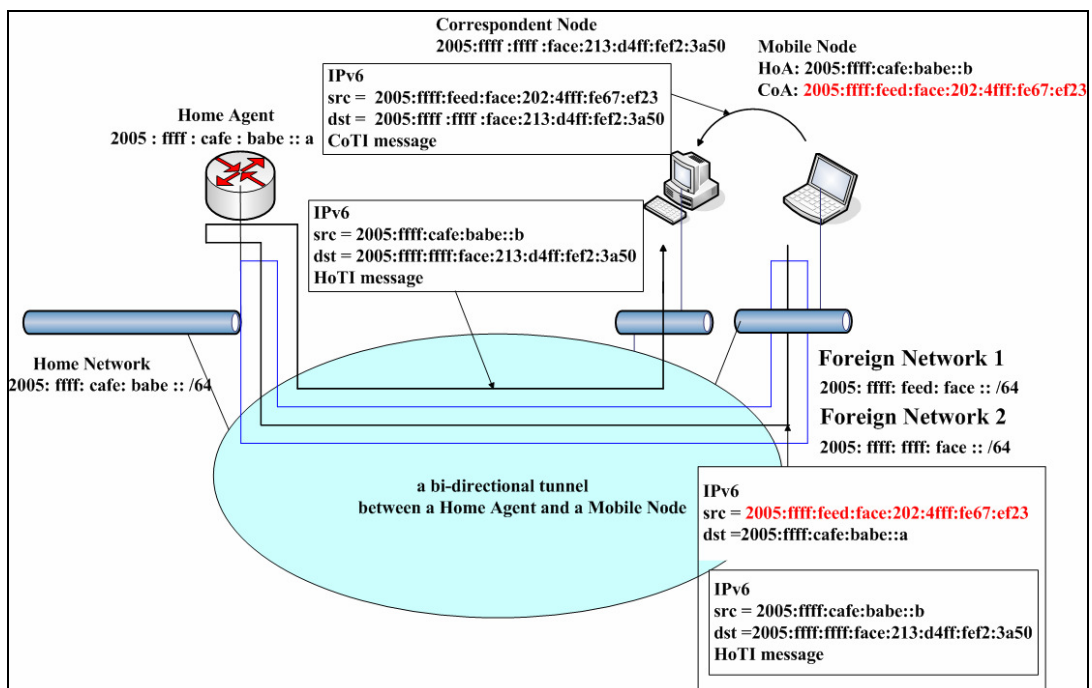 Correspondent Node
2005:ffff :ffff :face:213:d4ff:fef2:3a50
Mobile Node
HoA: 2005:ffff:cafe:babe::b
CoA: 2005:ffff:feed:face:202:4fff:fe67:ef23
IPv6
src = 2005:ffff:feed:face:202:4fff:fe67:ef23
dst = 2005:ffff :ffff :face:213:d4ff:fef2:3a50
CoTI message
Home Agent
2005 : ffff : cafe : babe :: a
IPv6
src = 2005:ffff:cafe:babe::b
dst = 2005:ffff:ffff:face:213:d4ff:fef2:3a50
HoTI message
Home Network
2005: ffff: cafe: babe :: /64
Foreign Network 1
2005: ffff: feed: face :: /64
Foreign Network 2
2005: ffff: ffff: face :: /64
a bi-directional tunnel
between a Home Agent and a Mobile Node
IPv6
src = 2005:ffff:feed:face:202:4fff:fe67:ef23
dst =2005:ffff:cafe:babe::a
IPv6
src = 2005:ffff:cafe:babe::b
dst =2005:ffff:ffff:face:213:d4ff:fef2:3a50
HoTI message